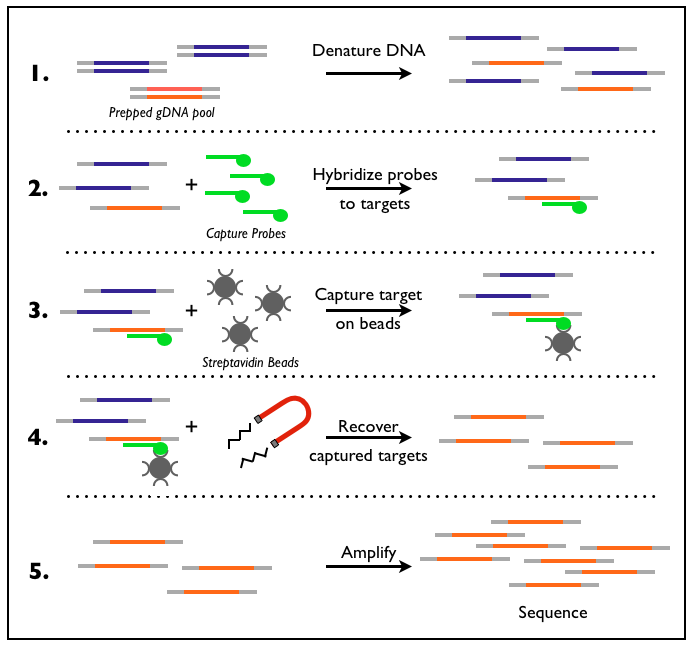 1.
Denature DNA
Prepped gDNA pool
2.
+
Hybridize probes
to targets
Capture Probes
3.
+
Capture target
on beads
Streptavidin Beads
4.
+
Recover
captured targets
5.
Amplify
Sequence